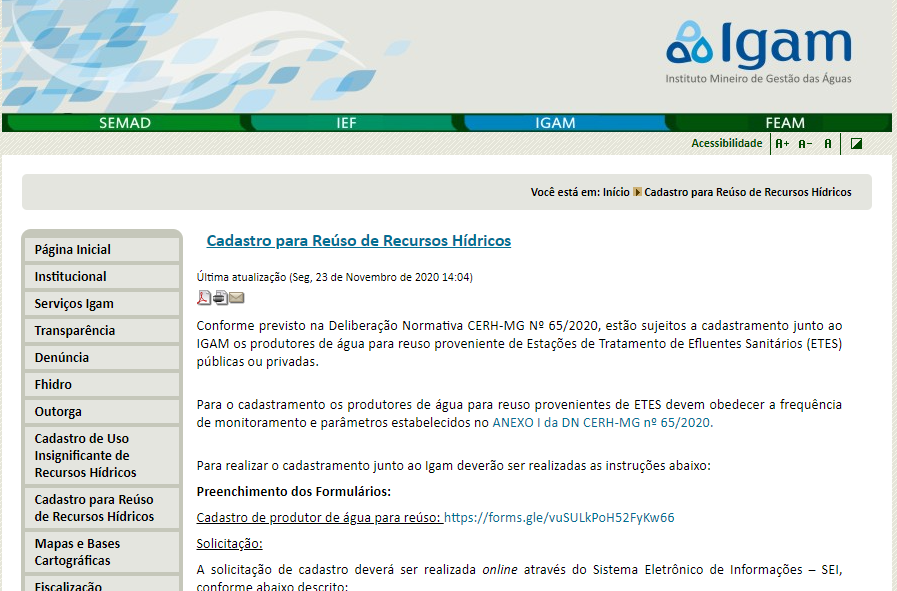 Igam
Instituto Mineiro de Gestão das Águas
SEMAD IEF IGAM FEAM
Acessibilidade A+ A- A
Você está em: Início Cadastro para Reúso de Recursos Hídricos
Página Inicial
Institucional
Serviços Igam
Transparência
Denúncia
Fhidro
Outorga
Cadastro de Uso
Insignificante de
Recursos Hídricos
Cadastro para Reúso
de Recursos Hídricos
Mapas e Bases
Cartográficas
Fiscalização
Cadastro para Reúso de Recursos Hídricos
Última atualização (Seg, 23 de Novembro de 2020 14:04)
Conforme previsto na Deliberação Normativa CERH-MG Nº 65/2020, estão sujeitos a cadastramento junto ao
IGAM os produtores de água para reuso proveniente de Estações de Tratamento de Efluentes Sanitários (ETES)
públicas ou privadas.
Para o cadastramento os produtores de água para reuso provenientes de ETES devem obedecer a frequência
de monitoramento e parâmetros estabelecidos no ANEXO I da DN CERH-MG nº 65/2020.
Para realizar o cadastramento junto ao Igam deverão ser realizadas as instruções abaixo:
Preenchimento dos Formulários:
Cadastro de produtor de água para reúso: https://forms.gle/vuSULkPoH52FyKw66
Solicitação:
A solicitação de cadastro deverá ser realizada online através do Sistema Eletrônico de Informações – SEI,
conforme abaixo descrito: